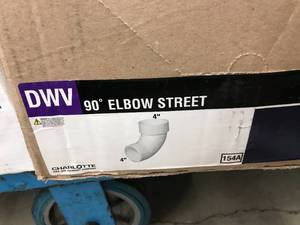 DWV 90° ELBOW STREET
4"
4"
CHARLOTTE
154A